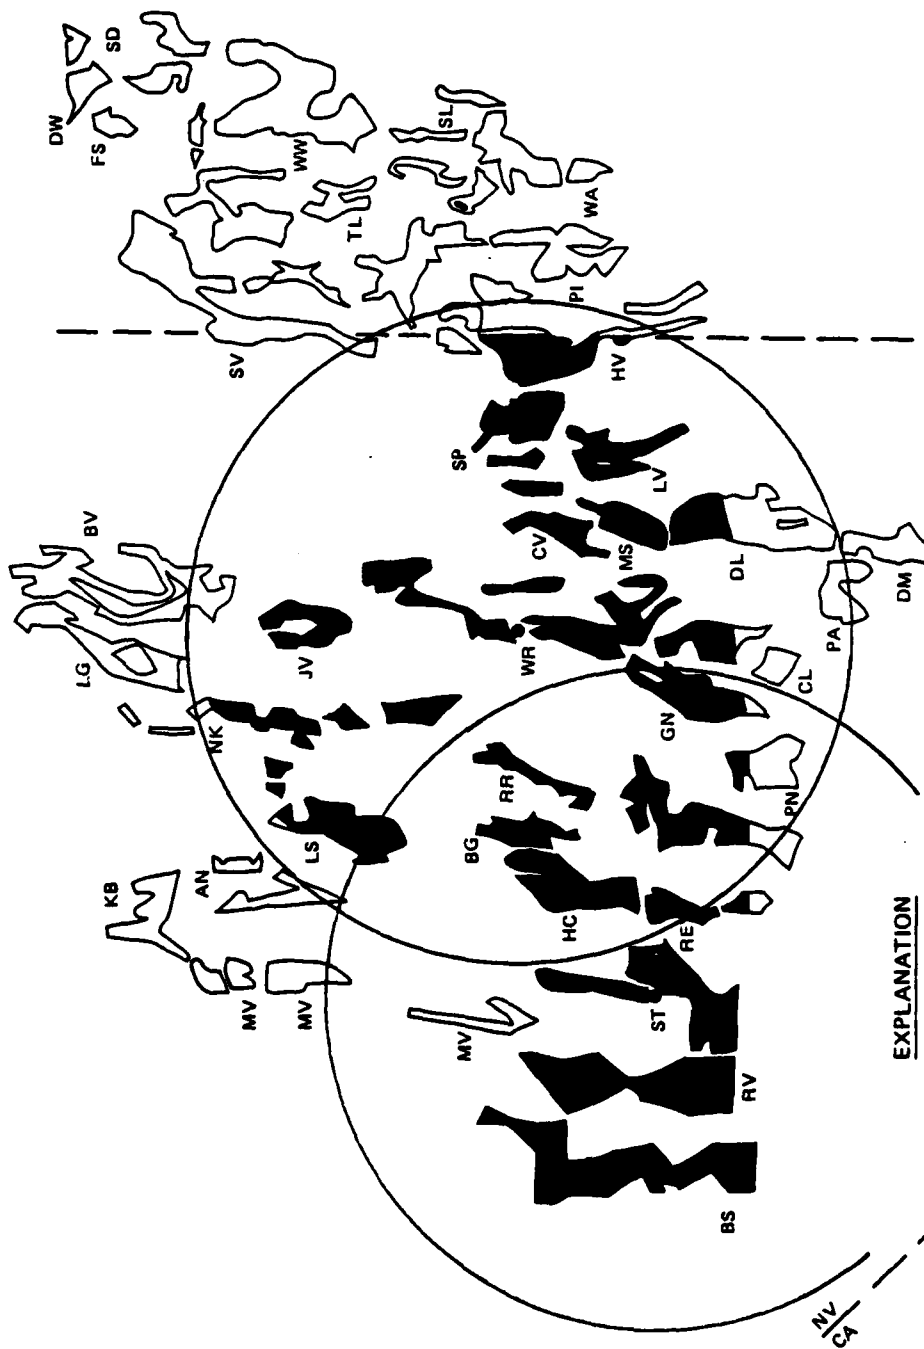 DW
LG
BV
FS
KB
SD
AN
NK
SV
MV
WW
MV
JV
LS
TL
SL
SP
MV
BG
RR
WR
CV
HC
PI
WA
HV
MS
ST
LV
GN
RE
BS
DL
RV
PN
CL
PA
NV
CA
DM
EXPLANATION